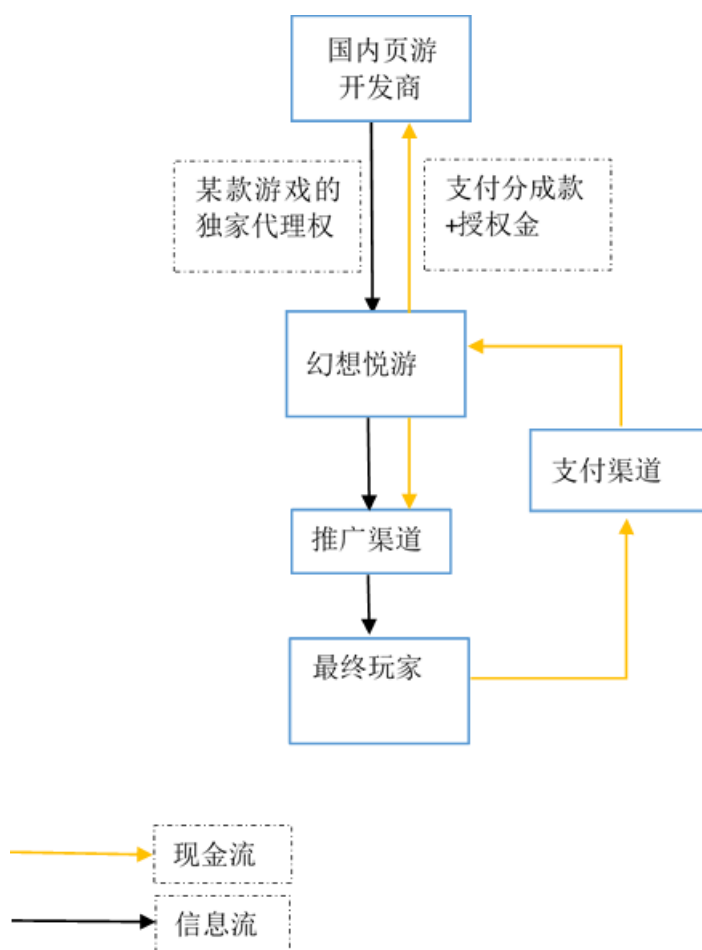 国内页游
开发商
某款游戏的
独家代理权
支付分成款
+授权金
幻想悦游
支付渠道
推广渠道
最终玩家
现金流
信息流